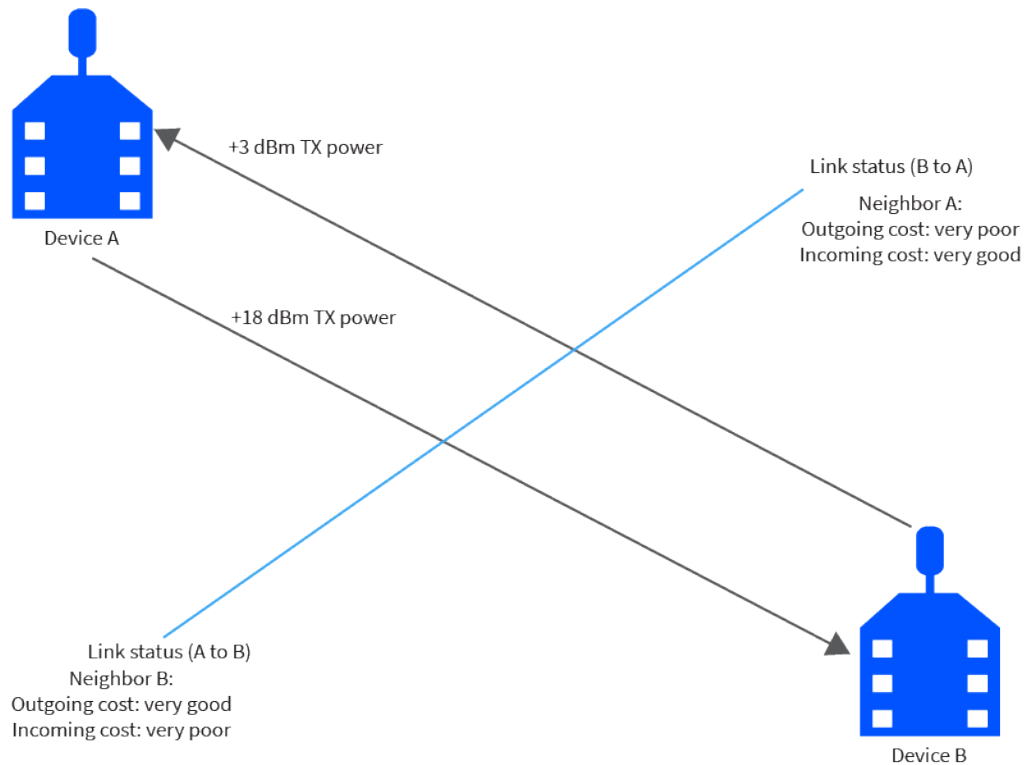 +3 dBm TX power
Link status (B to A)
Neighbor A:
Outgoing cost: very poor
Incoming cost: very good
Device A
+18 dBm TX power
Link status (A to B)
Neighbor B:
Outgoing cost: very good
Incoming cost: very poor
Device B